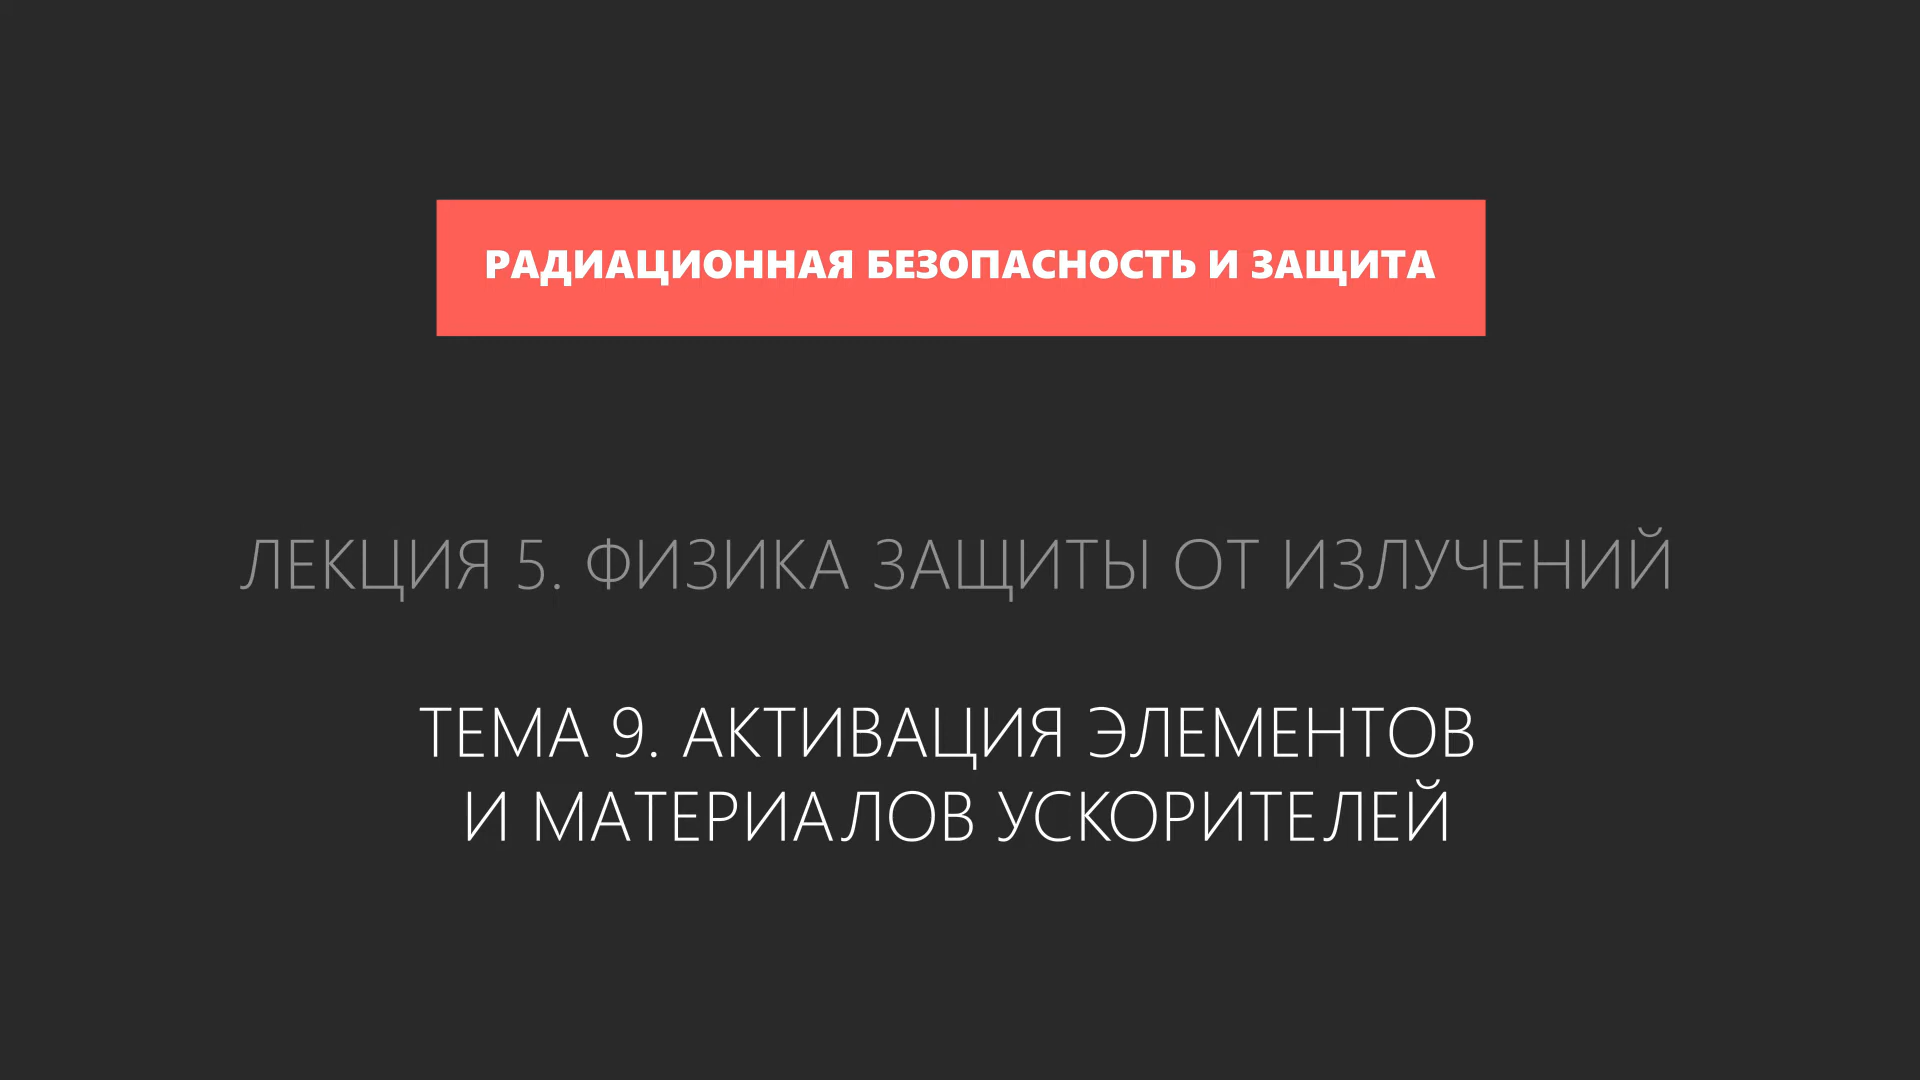 РАДИАЦИОННАЯ БЕЗОПАСНОСТЬ И ЗАЩИТА
ЛЕКЦИЯ 5. ФИЗИКА ЗАЩИТЫ ОТ ИЗЛУЧЕНИЙ
ТЕМА 9. АКТИВАЦИЯ ЭЛЕМЕНТОВ
И МАТЕРИАЛОВ УСКОРИТЕЛЕЙ